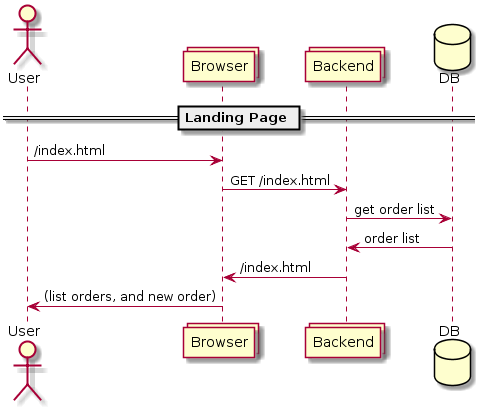 User
Browser
Backend
DB
Landing Page
/index.html
GET /index.html
get order list
order list
/index.html
(list orders, and new order)
User
Browser
Backend
DB